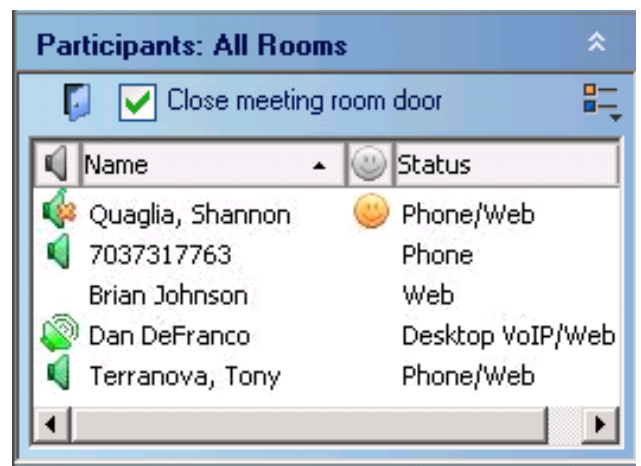 Participants: All Rooms
Close meeting room door
Name Status
Quaglia, Shannon Phone/Web
7037317763 Phone
Brian Johnson Web
Dan DeFranco Desktop VoIP/Web
Terranova, Tony Phone/Web